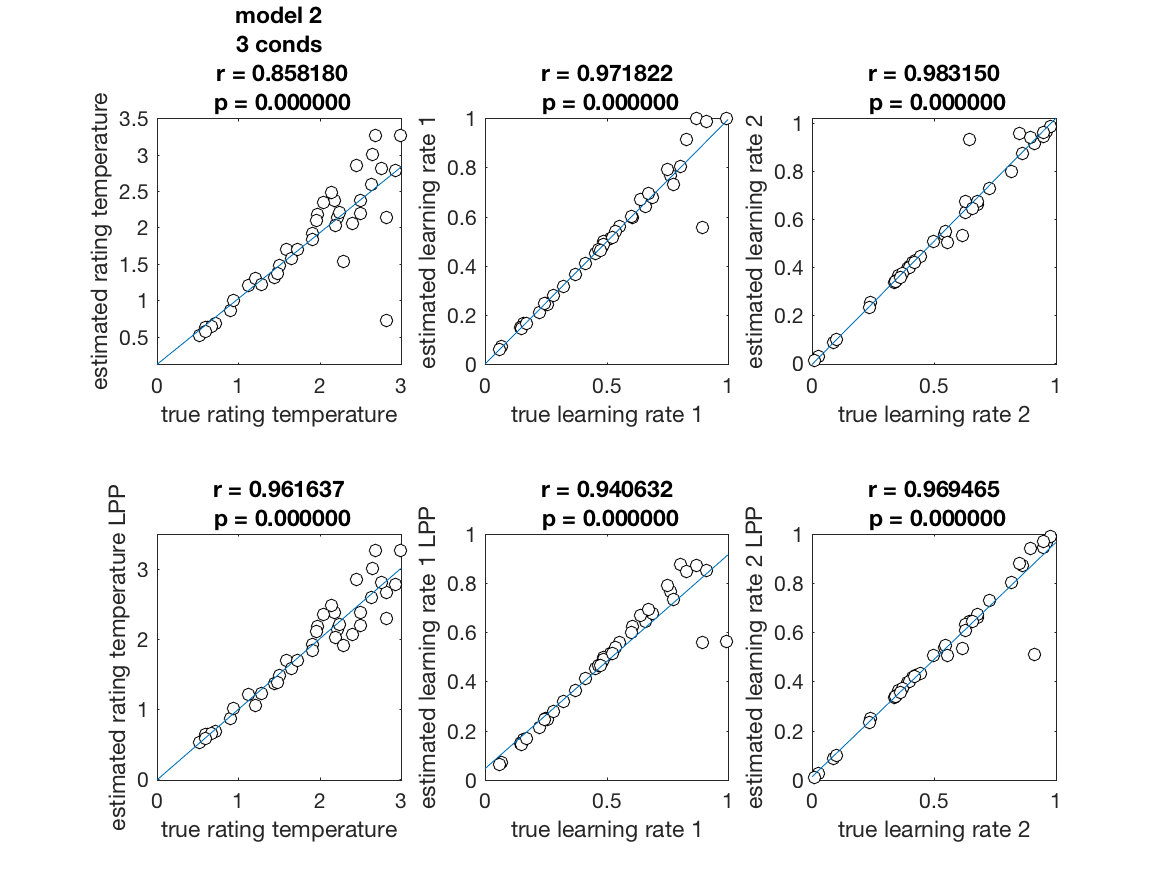 model 2
3 conds
r = 0.858180
p = 0.000000
estimated rating temperature
3.5
3
2.5
2
1.5
1
0.5
0
1
2
3
true rating temperature
r = 0.971822
p = 0.000000
estimated learning rate 1
1
0.8
0.6
0.4
0.2
0
0
0.5
1
true learning rate 1
r = 0.983150
p = 0.000000
estimated learning rate 2
1
0.8
0.6
0.4
0.2
0
0
0.5
1
true learning rate 2
r = 0.961637
p = 0.000000
estimated rating temperature LPP
3
2
1
0
0
1
2
3
true rating temperature
r = 0.940632
p = 0.000000
estimated learning rate 1 LPP
1
0.8
0.6
0.4
0.2
0
0
0.5
1
true learning rate 1
r = 0.969465
p = 0.000000
estimated learning rate 2 LPP
1
0.8
0.6
0.4
0.2
0
0
0.5
1
true learning rate 2